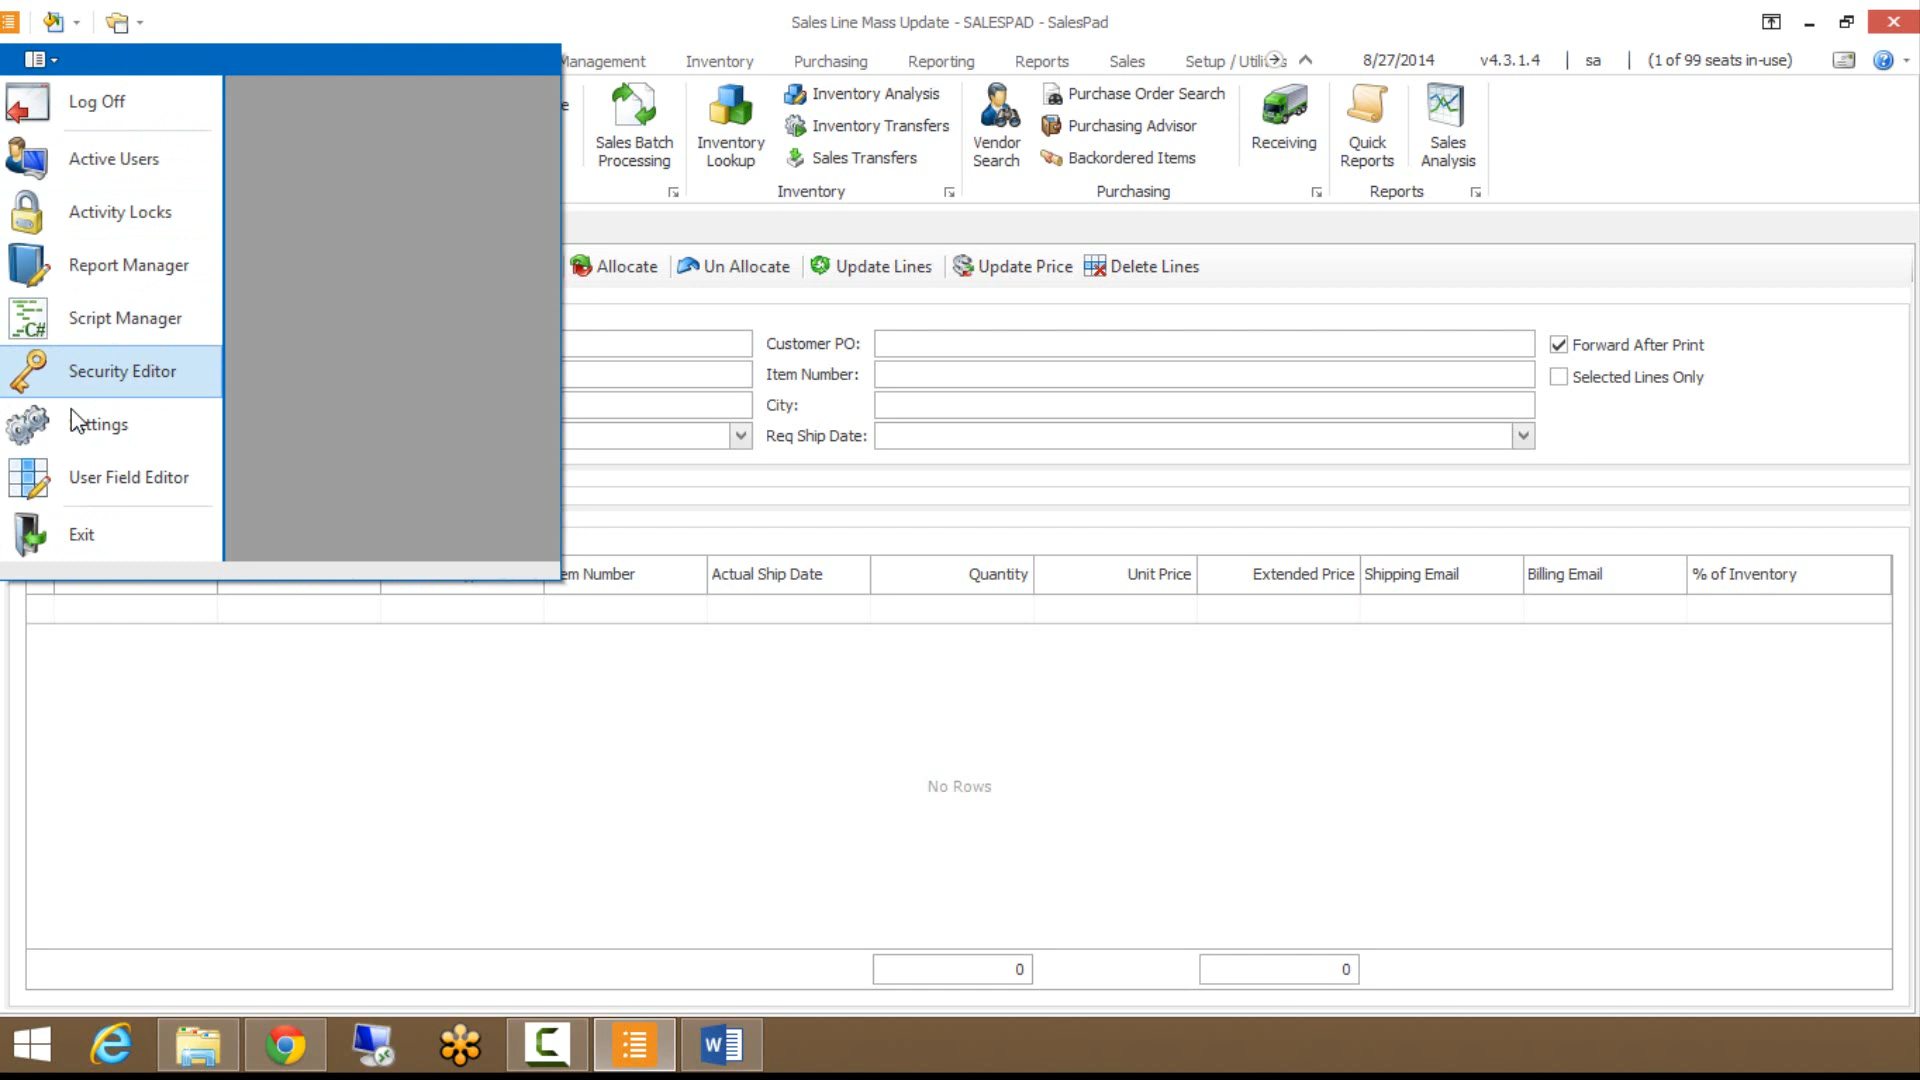 Sales Line Mass Update - SALESPAD - SalesPad
Management Inventory Purchasing Reporting Reports Sales Setup / Utili 8/27/2014 | v4.3.1.4 | sa | (1 of 99 seats in-use)
Log Off
Active Users
Activity Locks
Report Manager
Script Manager
C#
Security Editor
ttings
User Field Editor
Exit
e
Sales Batch
Processing
Inventory
Lookup
Inventory Analysis
Inventory Transfers
Sales Transfers
Inventory
Vendor
Search
Purchase Order Search
Purchasing Advisor
Backordered Items
Purchasing
Receiving
Quick
Reports
Sales
Analysis
Reports
Allocate Un Allocate Update Lines Update Price Delete Lines
Customer PO: Forward After Print
Item Number: Selected Lines Only
City:
Req Ship Date:
em Number Actual Ship Date Quantity Unit Price Extended Price Shipping Email Billing Email % of Inventory
No Rows
0 0